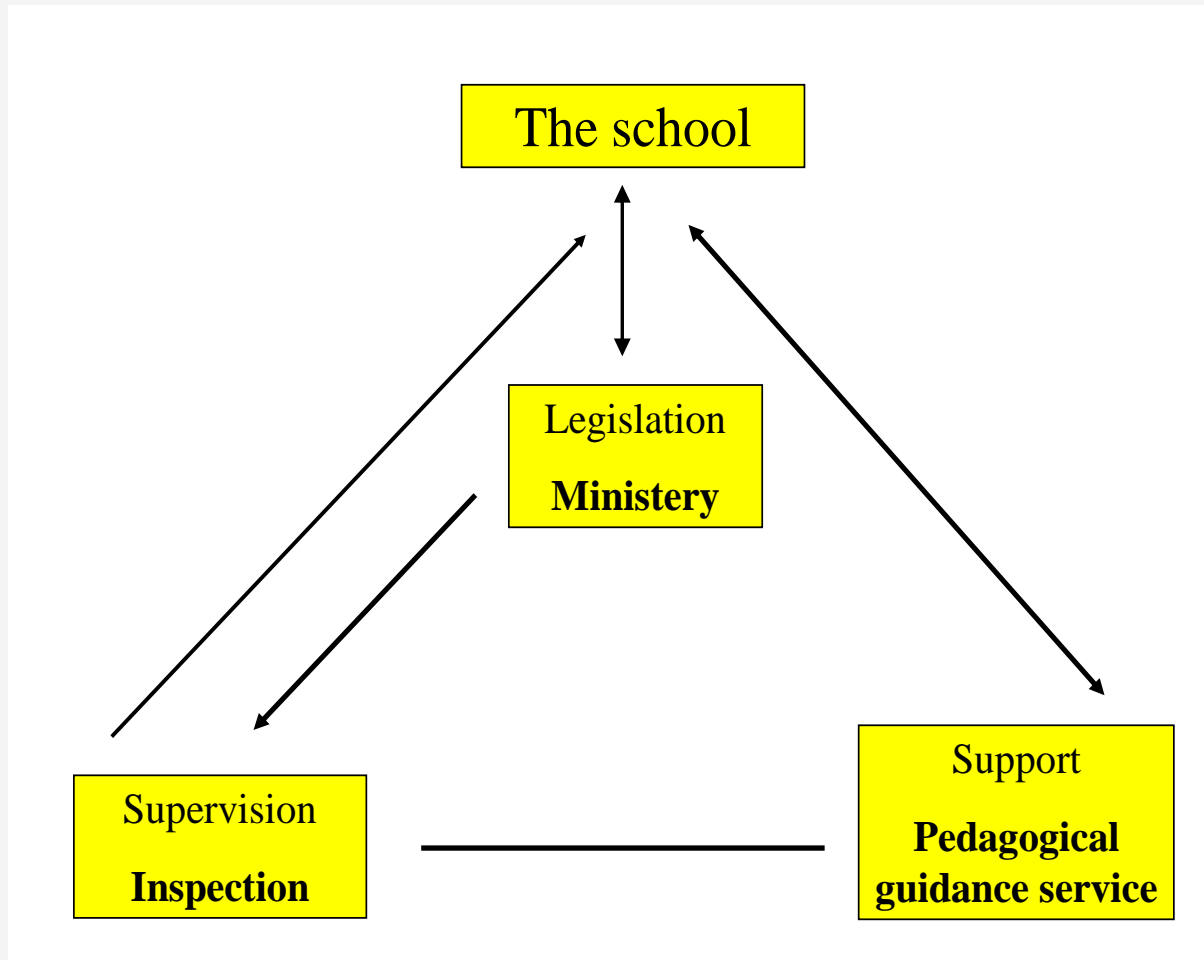 The school
Legislation
Ministery
Supervision
Inspection
Support
Pedagogical
guidance service